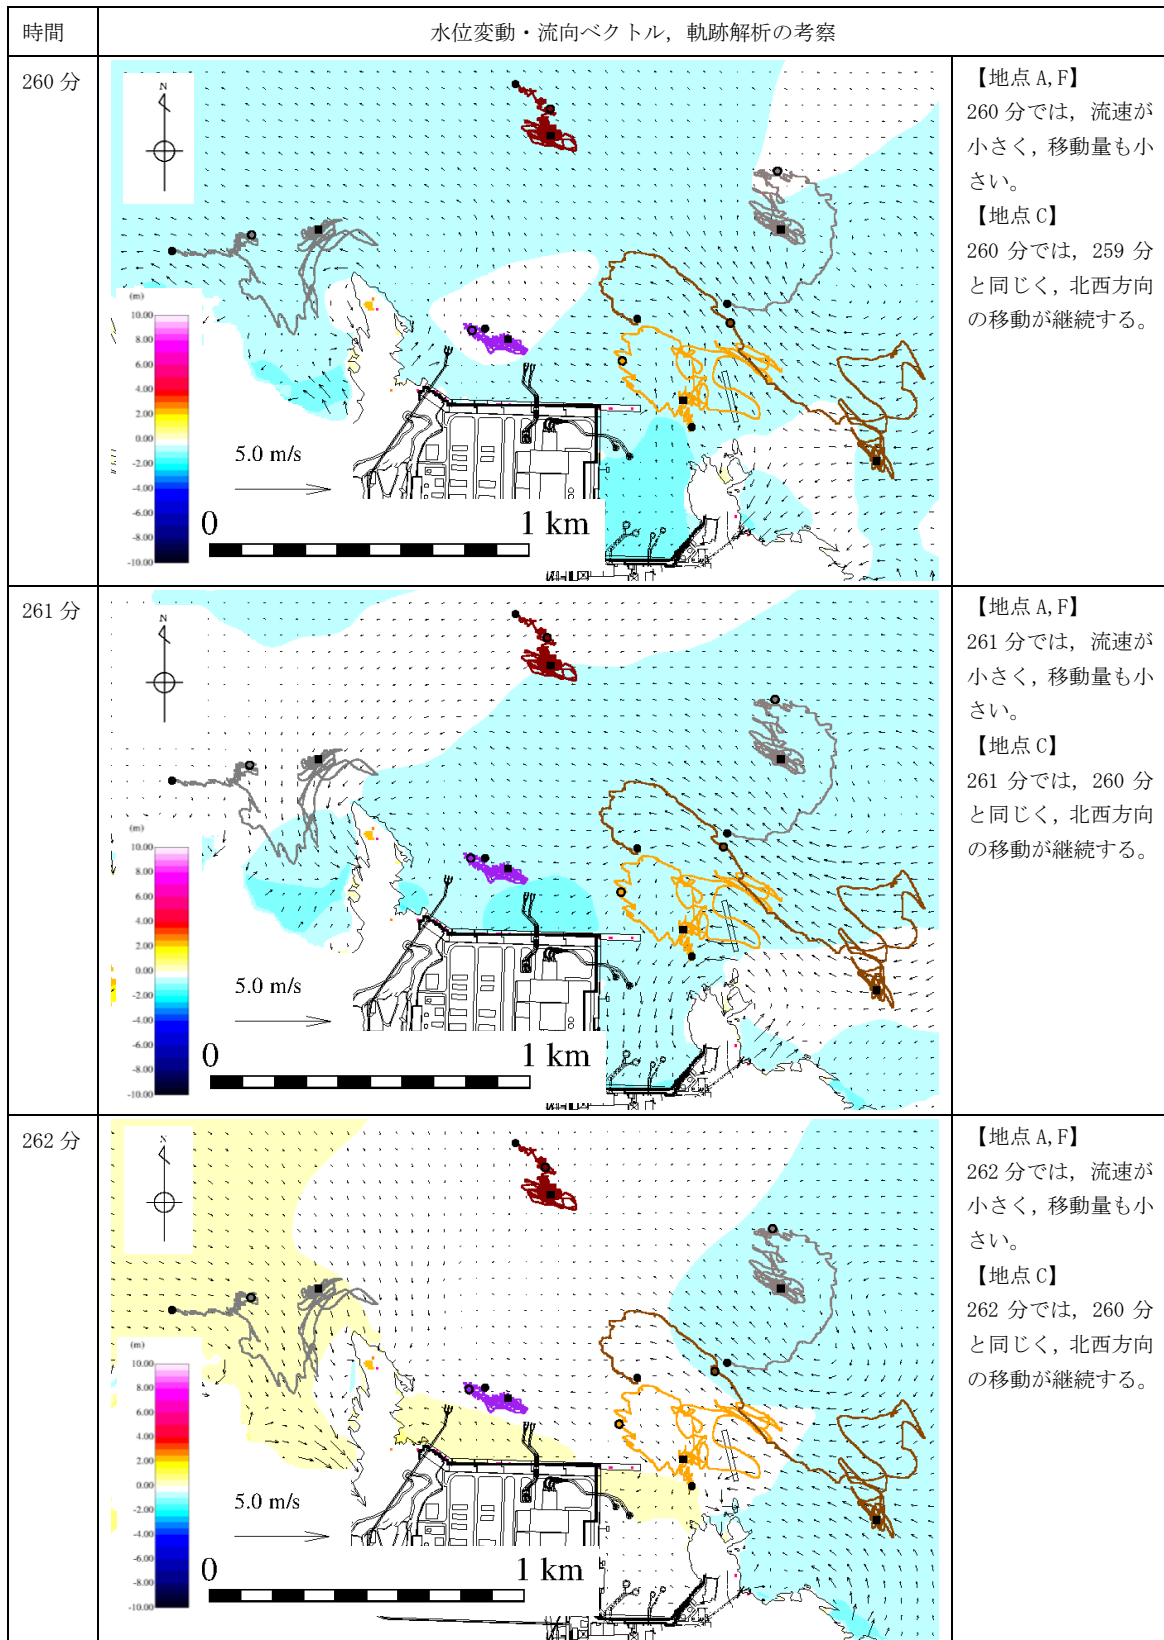 時間
水位変動・流向ベクトル，軌跡解析の考察
260 分
N
(m)
10.00
8.00
6.00
4.00
2.00
0.00
-2.00
-4.00
-6.00
-8.00
-10.00
5.0 m/s
0
1 km
【地点 A,F】
260 分では，流速が
小さく，移動量も小
さい。
【地点 C】
260 分では，259 分
と同じく，北西方向
の移動が継続する。
261 分
N
(m)
10.00
8.00
6.00
4.00
2.00
0.00
-2.00
-4.00
-6.00
-8.00
-10.00
5.0 m/s
0
1 km
【地点 A,F】
261 分では，流速が
小さく，移動量も小
さい。
【地点 C】
261 分では，260 分
と同じく，北西方向
の移動が継続する。
262 分
N
(m)
10.00
8.00
6.00
4.00
2.00
0.00
-2.00
-4.00
-6.00
-8.00
-10.00
5.0 m/s
0
1 km
【地点 A,F】
262 分では，流速が
小さく，移動量も小
さい。
【地点 C】
262 分では，260 分
と同じく，北西方向
の移動が継続する。